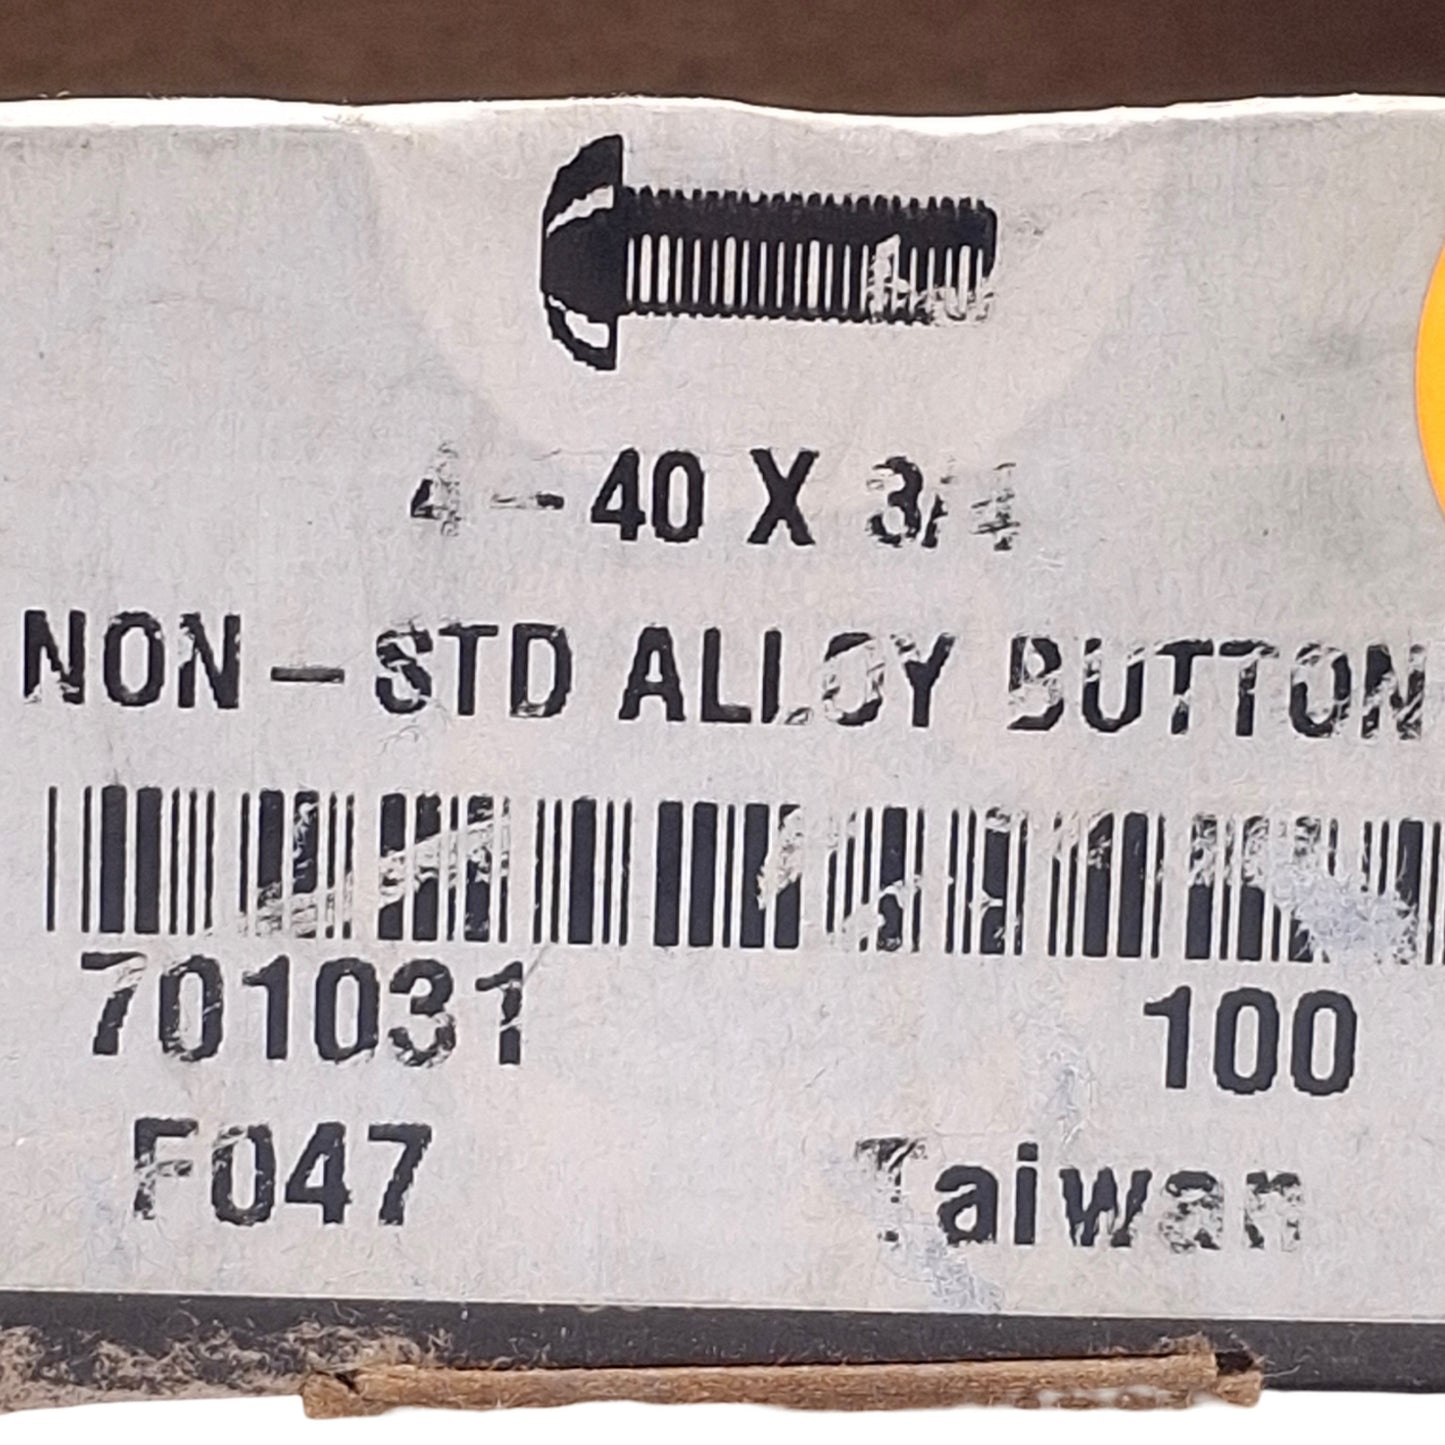 4-40 X 3/4
NON-STD ALLOY BUTTON
701031 100
F047 Taiwan